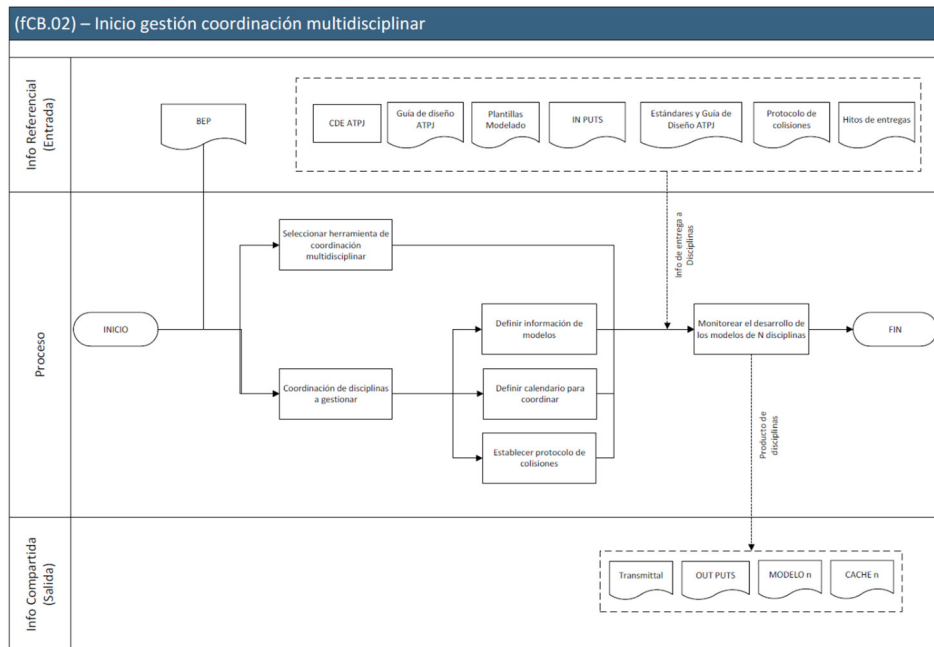 (fCB.02) – Inicio gestión coordinación multidisciplinar
Info Referencial
(Entrada)
BEP
CDE ATPJ
Guía de diseño
ATPJ
Plantillas
Modelado
IN PUTS
Estándares y Guía de
Diseño ATPJ
Protocolo de
colisiones
Hitos de entregas
Proceso
Info de entrega a
Disciplinas
Seleccionar herramienta de
coordinación
multidisciplinar
INICIO
Definir información de
modelos
Monitorear el desarrollo de
los modelos de N disciplinas
FIN
Coordinación de disciplinas
a gestionar
Definir calendario para
coordinar
Establecer protocolo de
colisiones
Producto de
disciplinas
Info Compartida
(Salida)
Transmittal
OUT PUTS
MODELO n
CACHE n